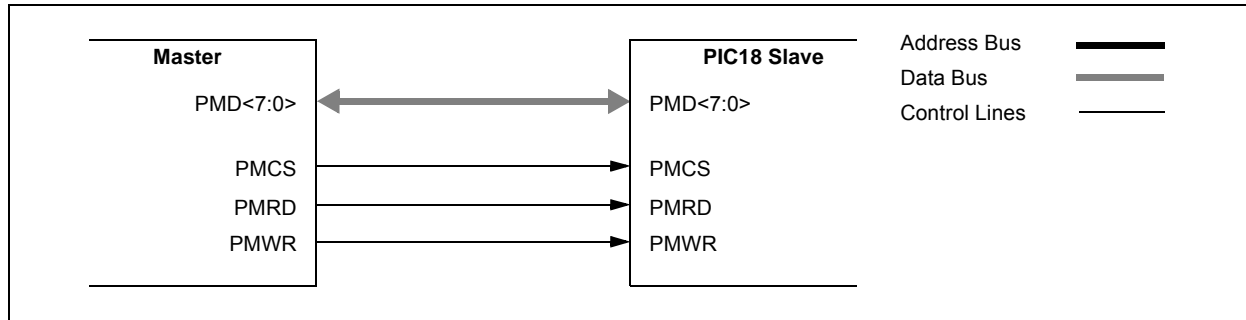 Master
PIC18 Slave
PMD<7:0>
PMD<7:0>
PMCS
PMCS
PMRD
PMRD
PMWR
PMWR
Address Bus
Data Bus
Control Lines